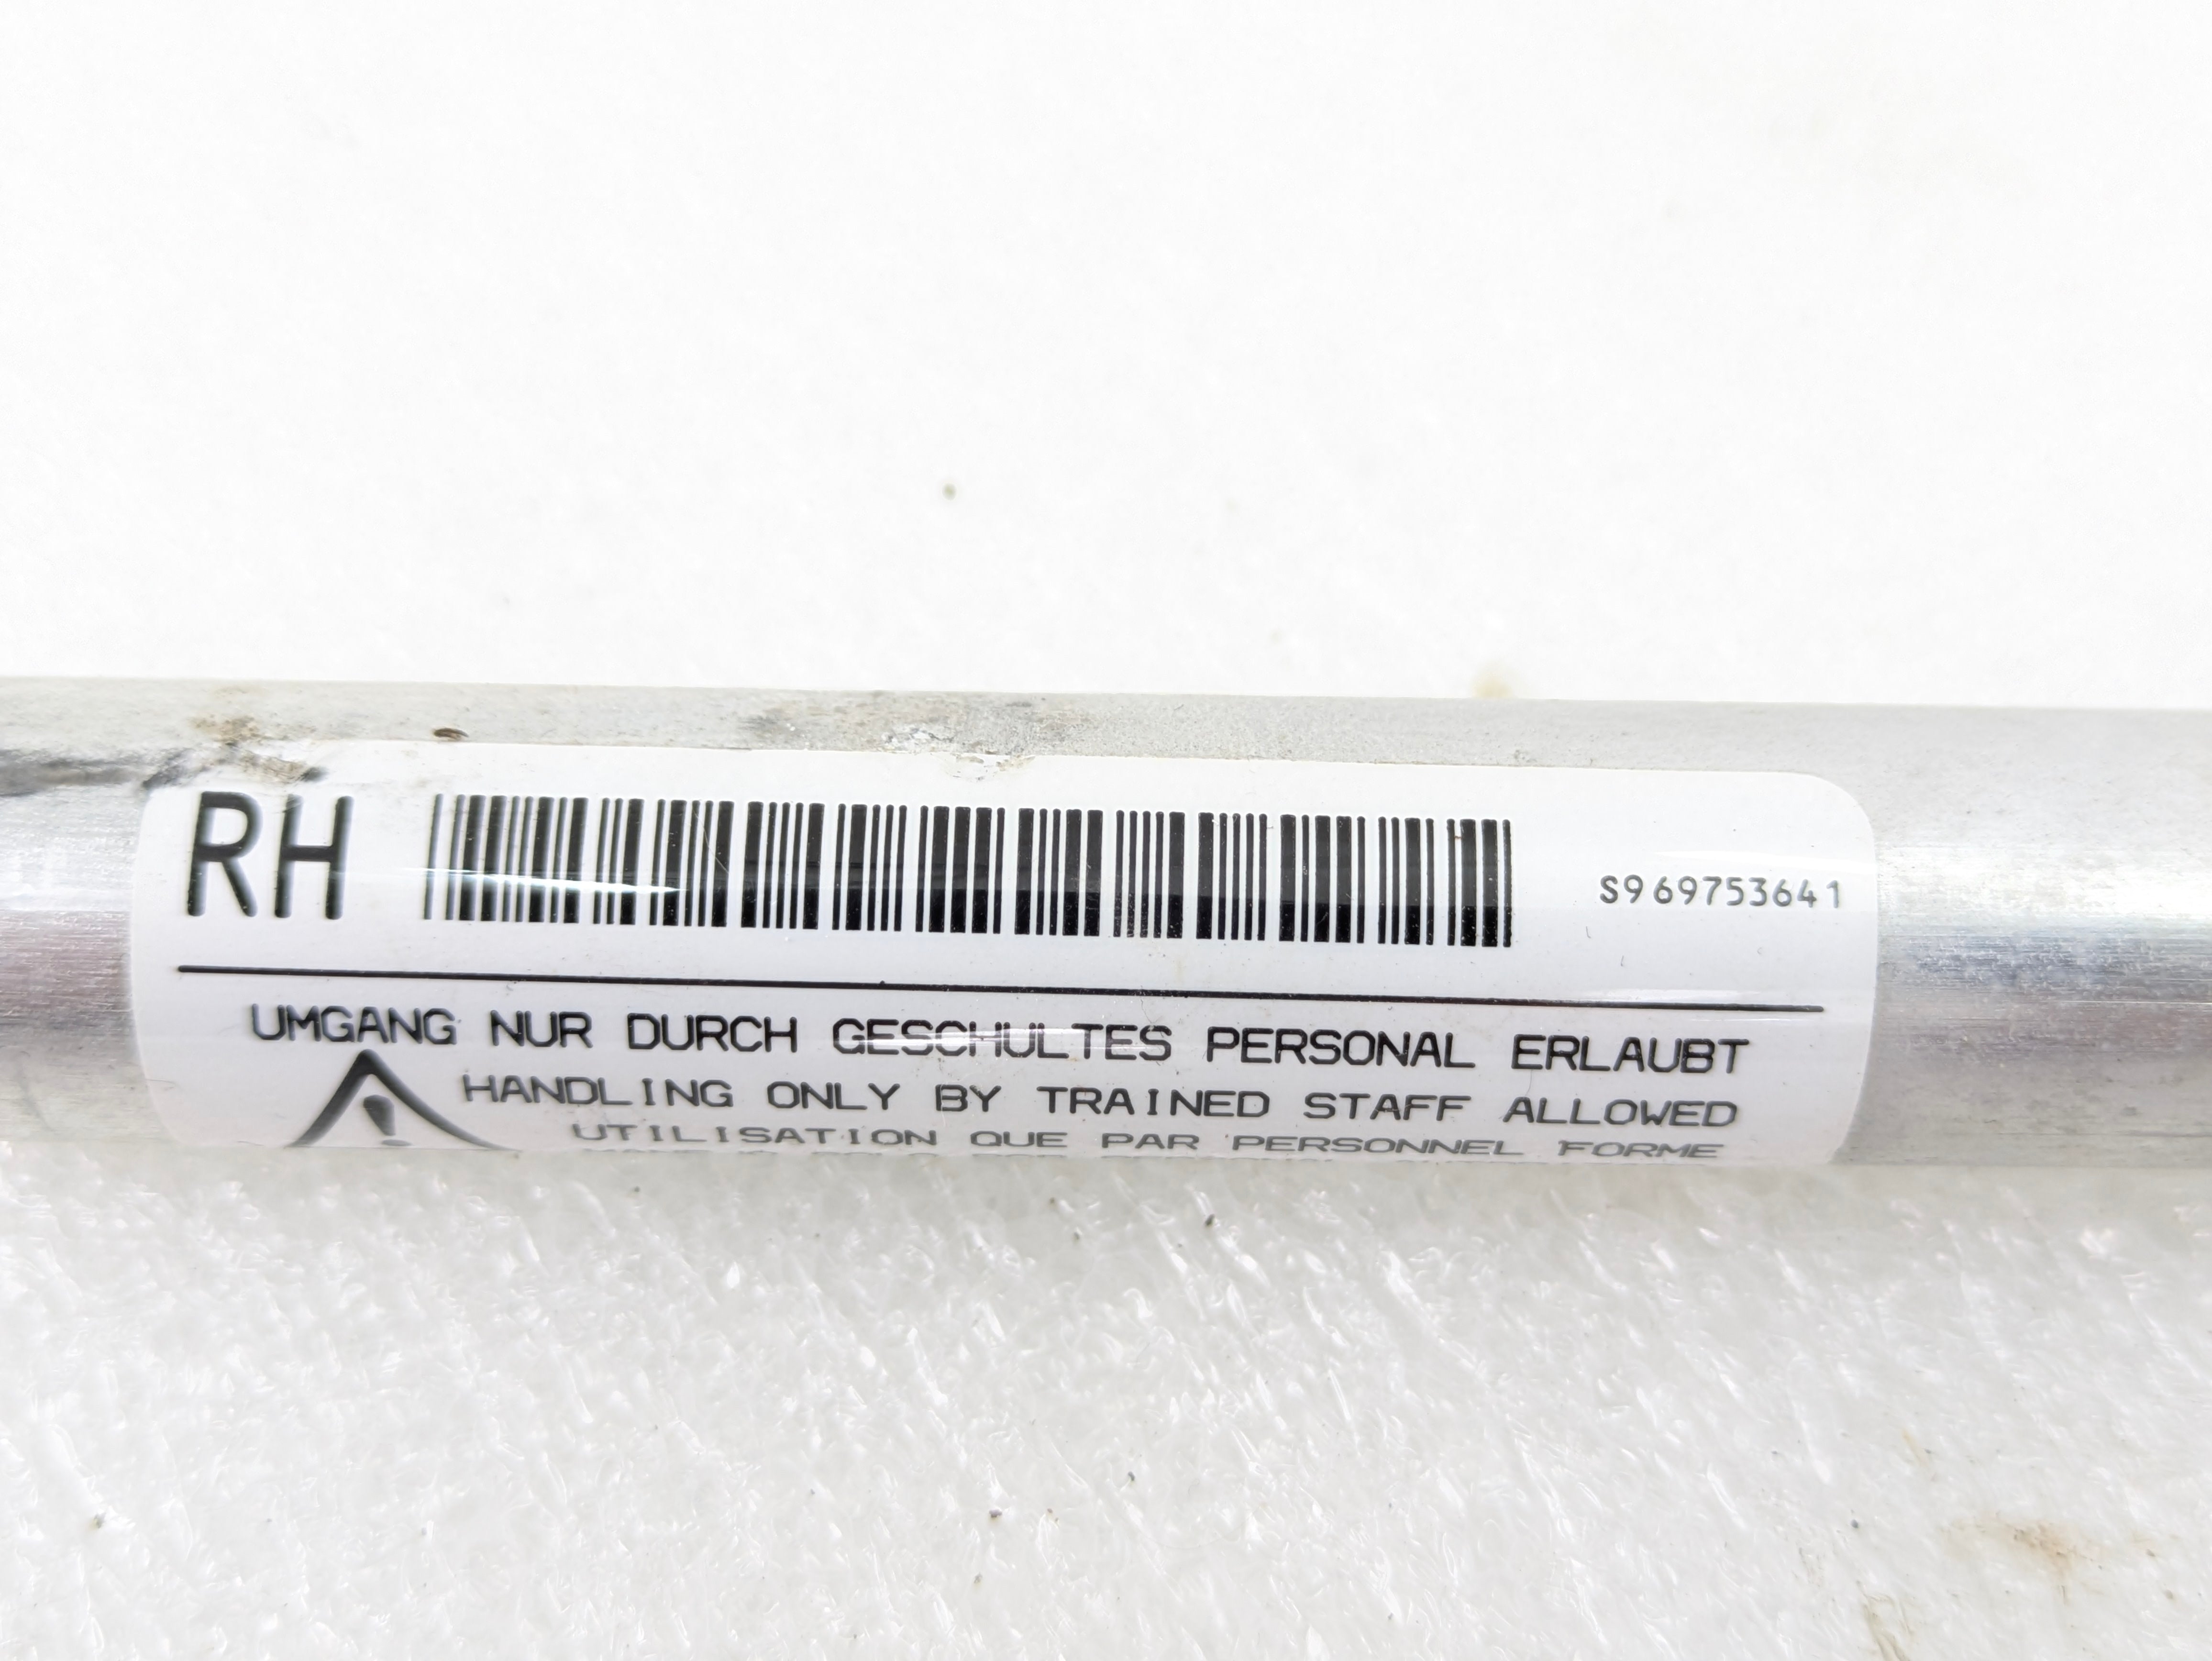 RH
S969753641
UMGANG NUR DURCH GESCHULTES PERSONAL ERLAUBT
HANDLING ONLY BY TRAINED STAFF ALLOWED
UTILISATION QUE PAR PERSONNEL FORME